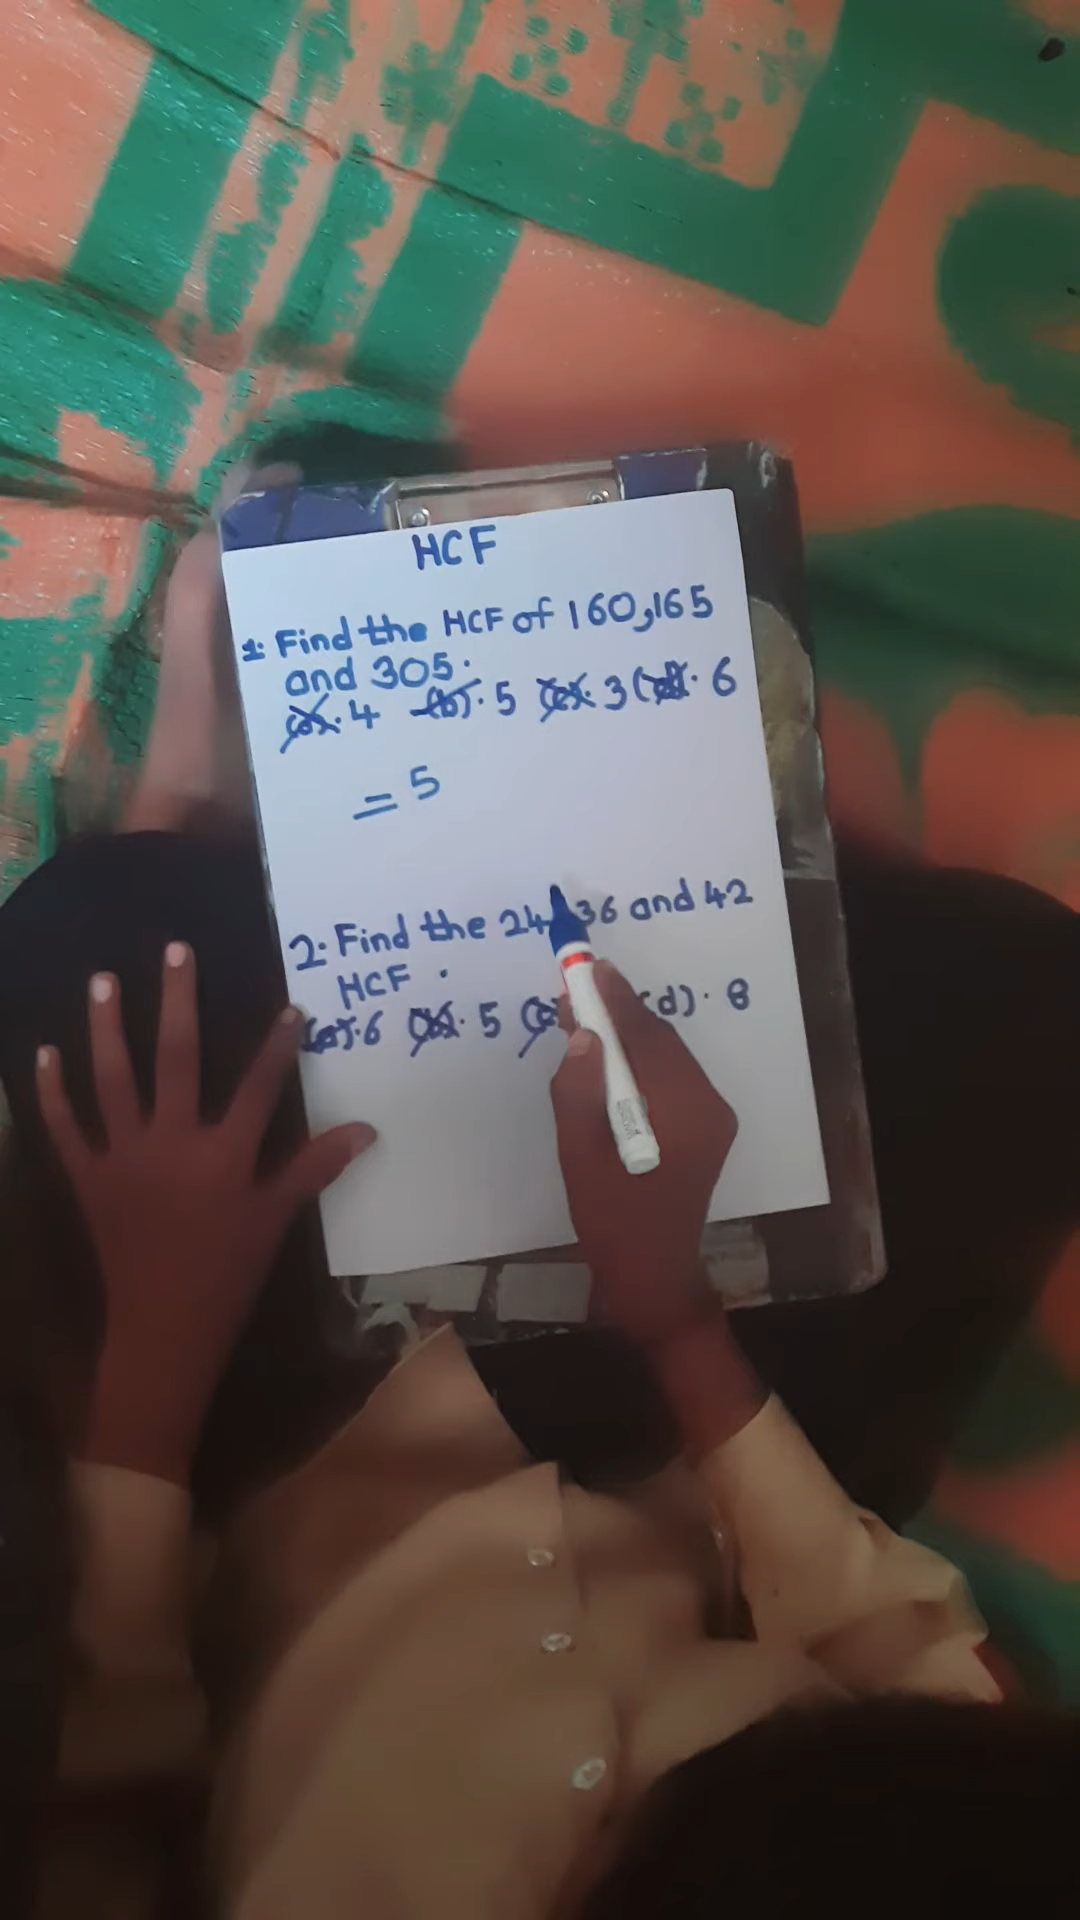 HCF
1. Find the HCF of 160,165
and 305.
(a). 4 (b). 5 (c). 3 (d). 6
= 5
2. Find the 24 36 and 42
HCF .
(a). 6 (b). 5 (c) (d). 8